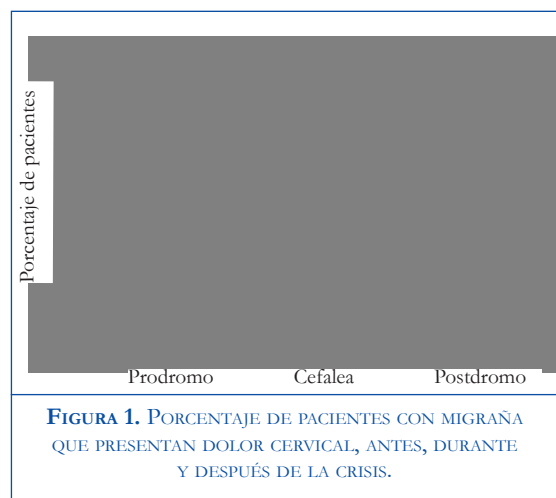 Porcentaje de pacientes
Prodromo Cefalea Postdromo
FIGURA 1. PORCENTAJE DE PACIENTES CON MIGRAÑA
QUE PRESENTAN DOLOR CERVICAL, ANTES, DURANTE
Y DESPUÉS DE LA CRISIS.